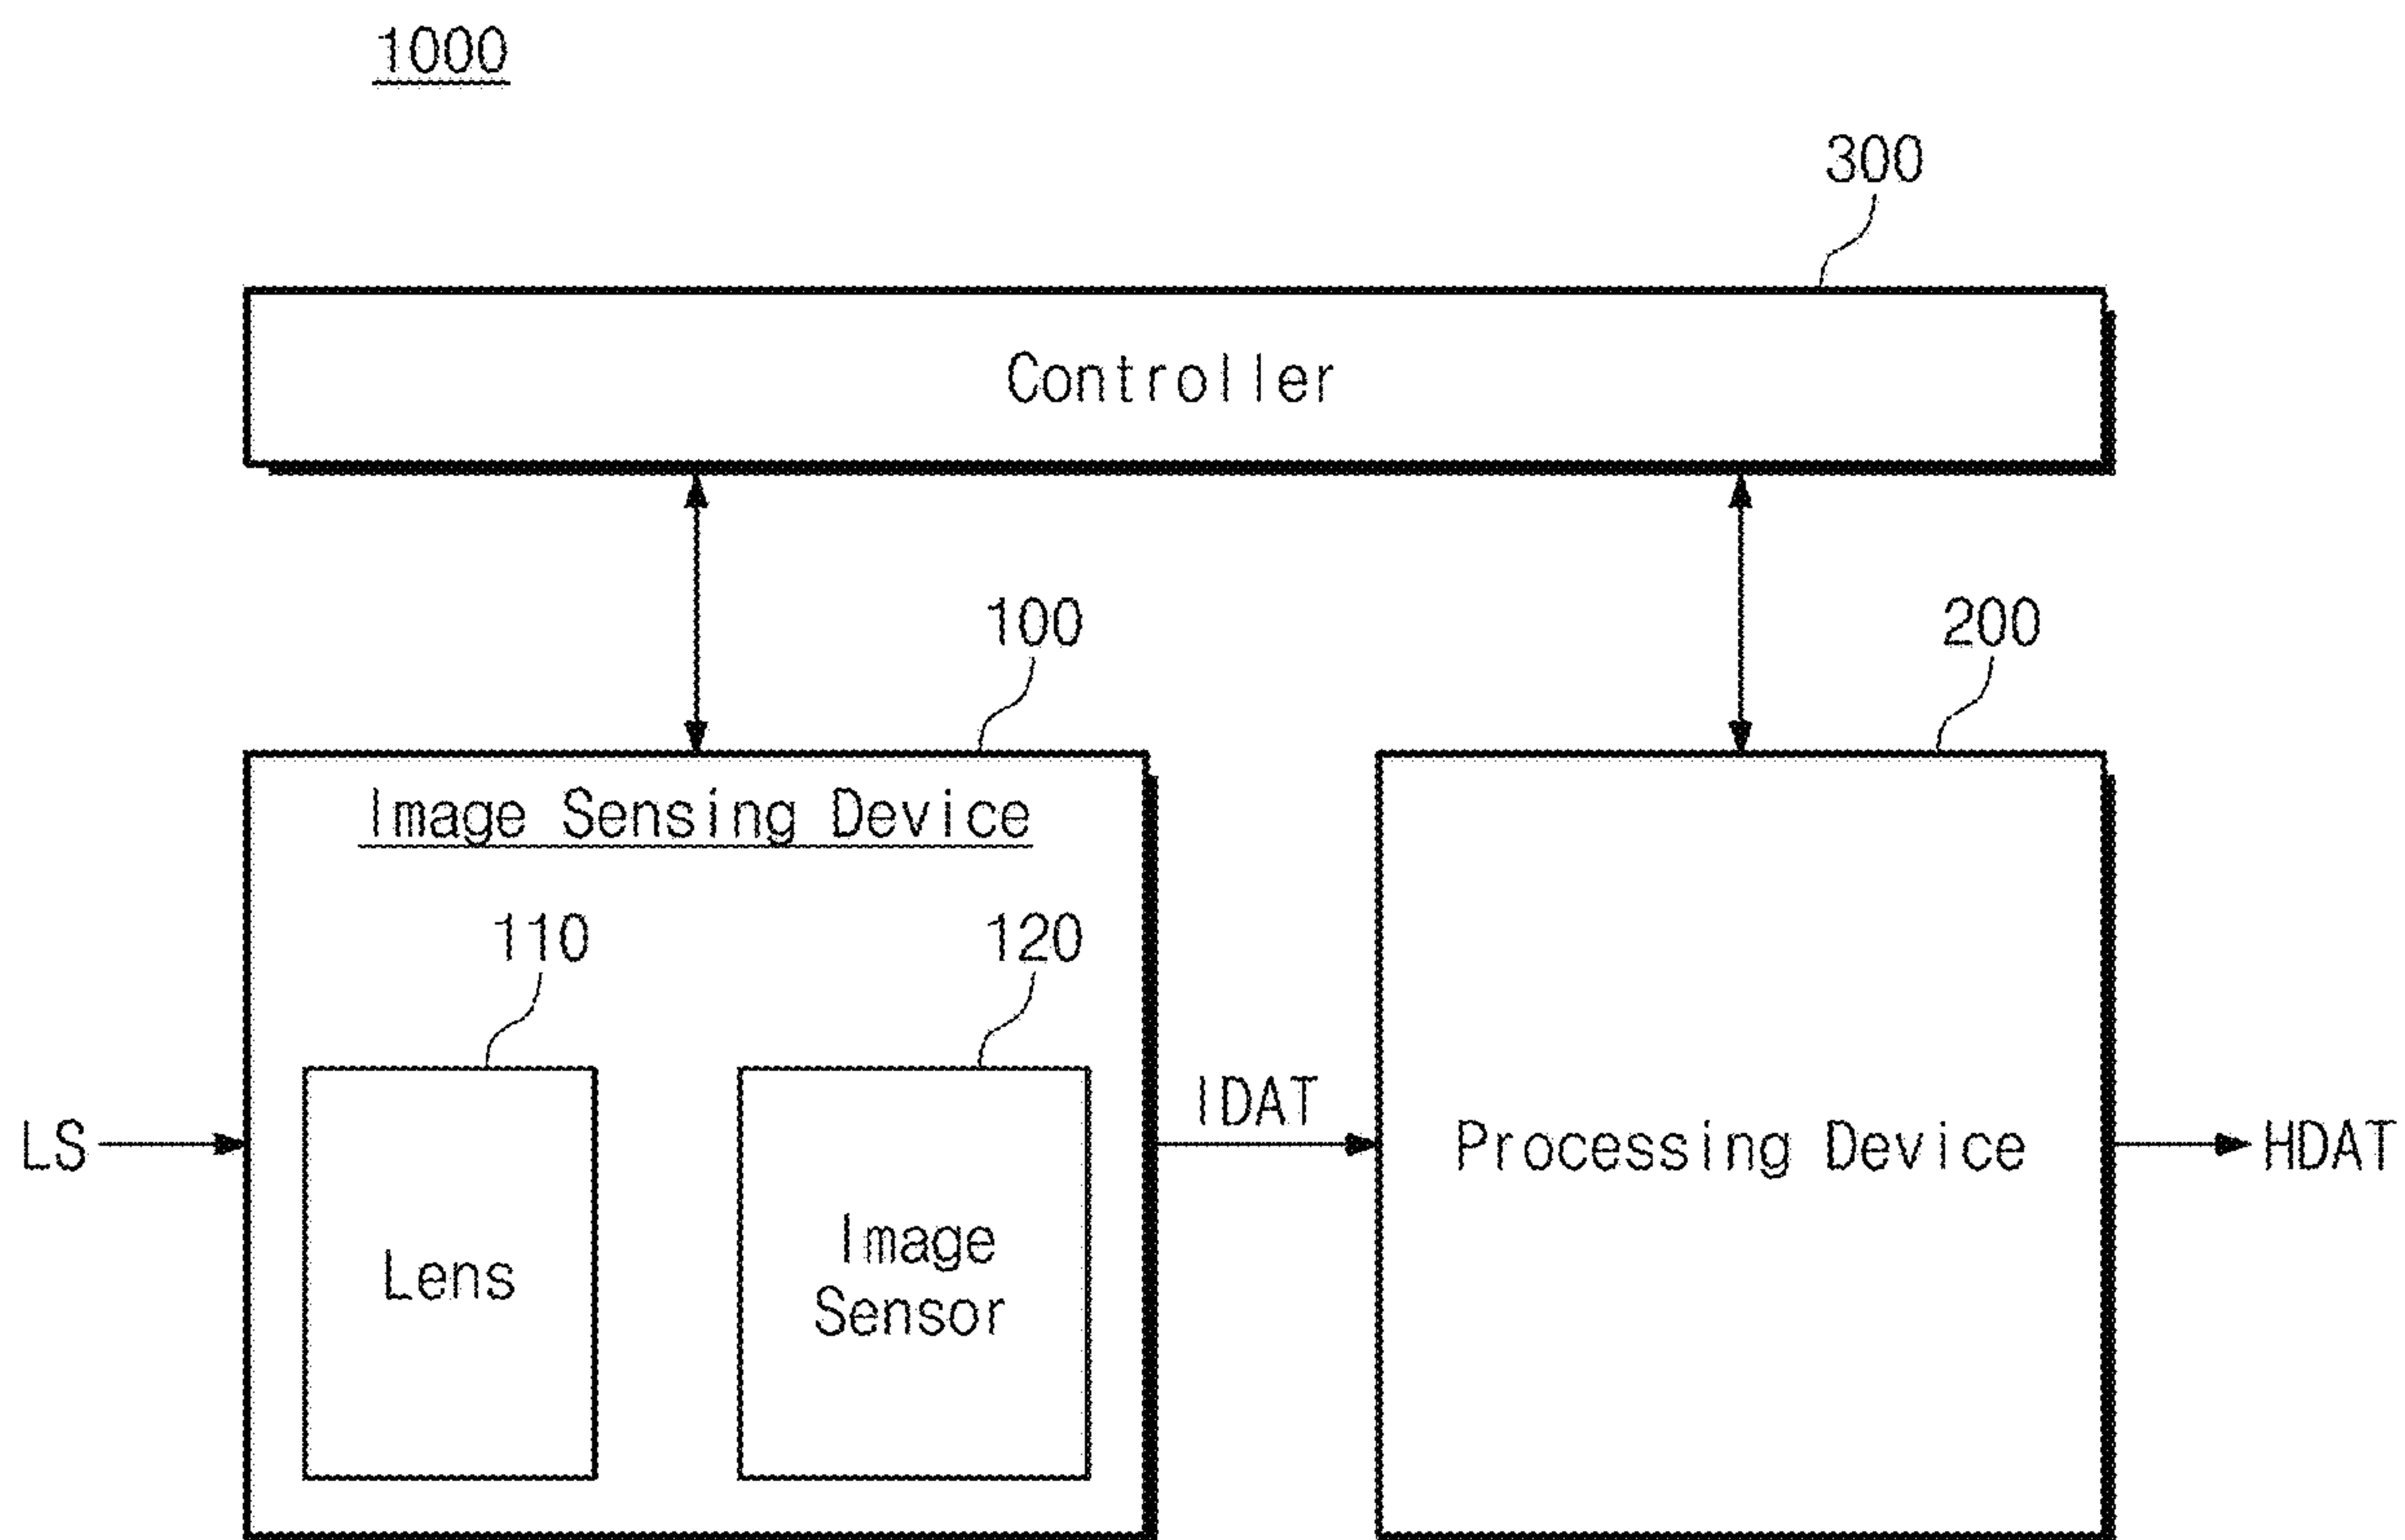 1000
300
Controller
100
200
Image Sensing Device
110
120
LS
Lens
Image
Sensor
IDAT
Processing Device
HDAT